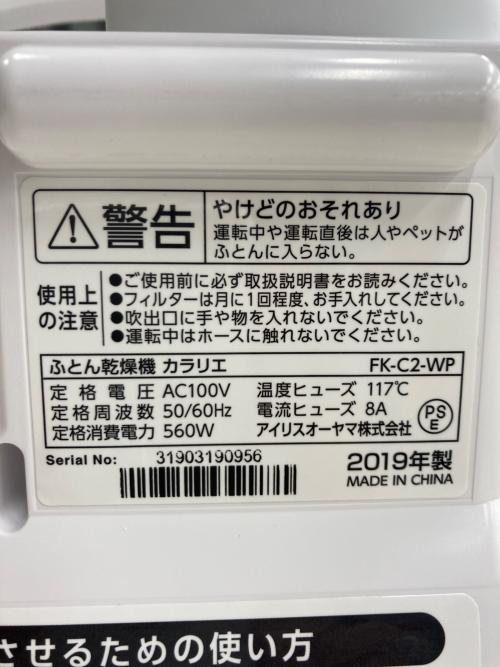 警告
やけどのおそれあり
運転中や運転直後は人やペットが
ふとんに入らない。
使用上
の注意
●ご使用前に必ず取扱説明書をお読みください。
●フィルターは月に1回程度、お手入れしてください。
●吹出口に手や物を入れないでください。
●運転中はホースに触れないでください。
ふとん乾燥機 カラリエ FK-C2-WP
定格電圧 AC100V 温度ヒューズ 117℃
定格周波数 50/60Hz 電流ヒューズ 8A
定格消費電力 560W アイリスオーヤマ株式会社
PS
E
Serial No: 31903190956
2019年製
MADE IN CHINA
させるための使い方